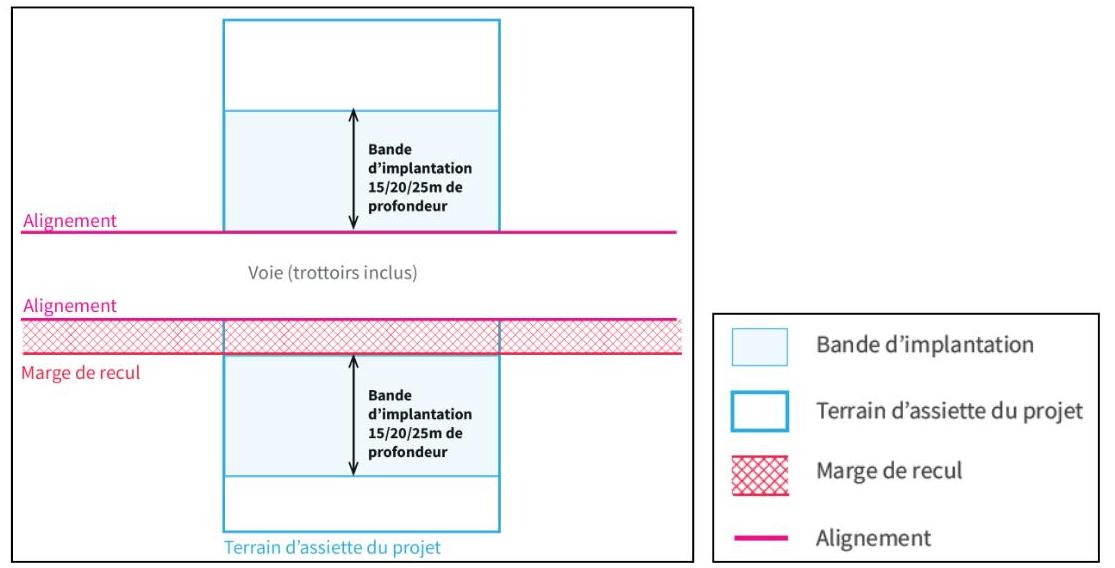 Bande
d’implantation
15/20/25m de
profondeur
Alignement
Voie (trottoirs inclus)
Alignement
Marge de recul
Bande
d’implantation
15/20/25m de
profondeur
Terrain d’assiette du projet
Bande d’implantation
Terrain d’assiette du projet
Marge de recul
Alignement